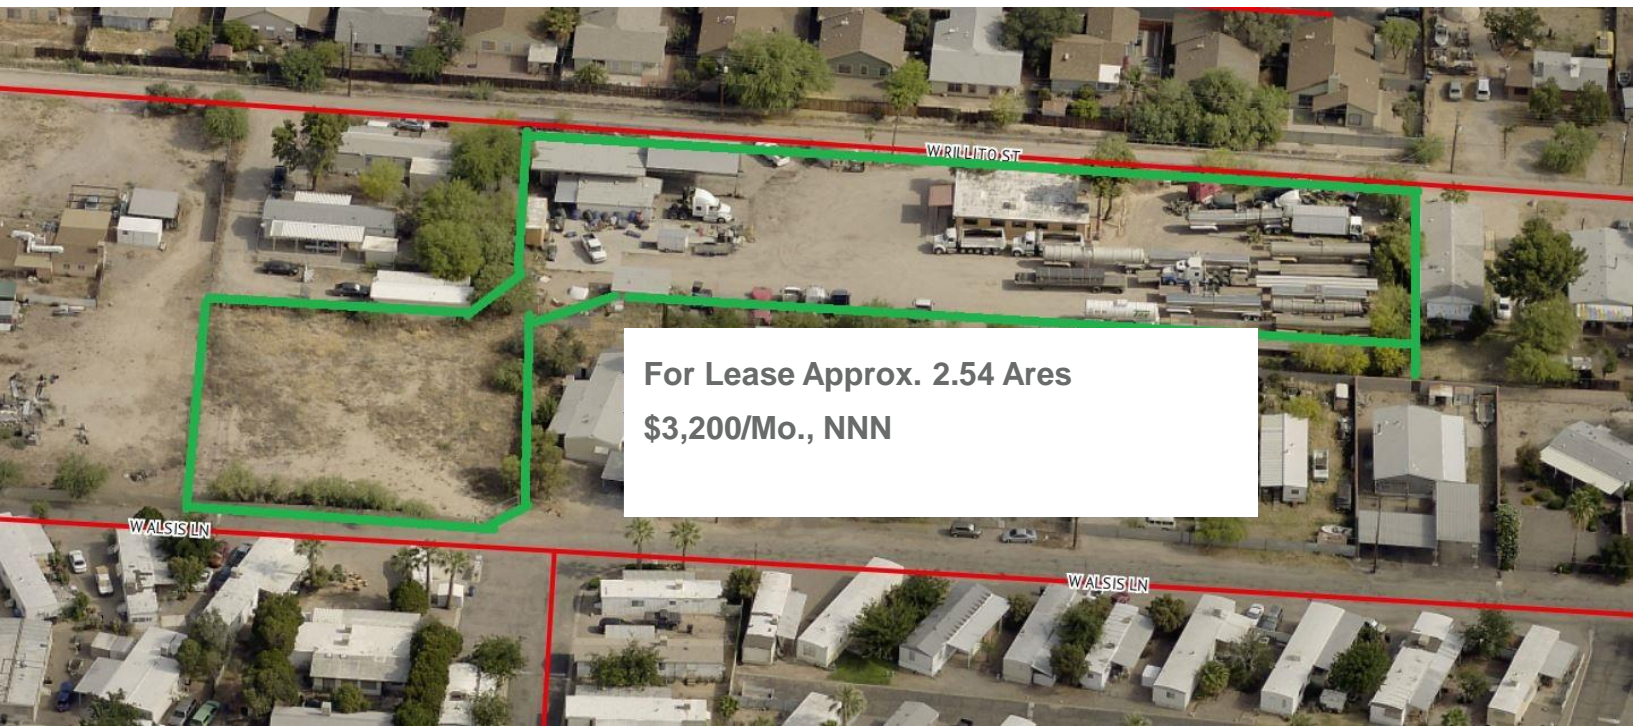 W RILLITO ST
For Lease Approx. 2.54 Ares
$3,200/Mo., NNN
W ALSIS LN
W ALSIS LN